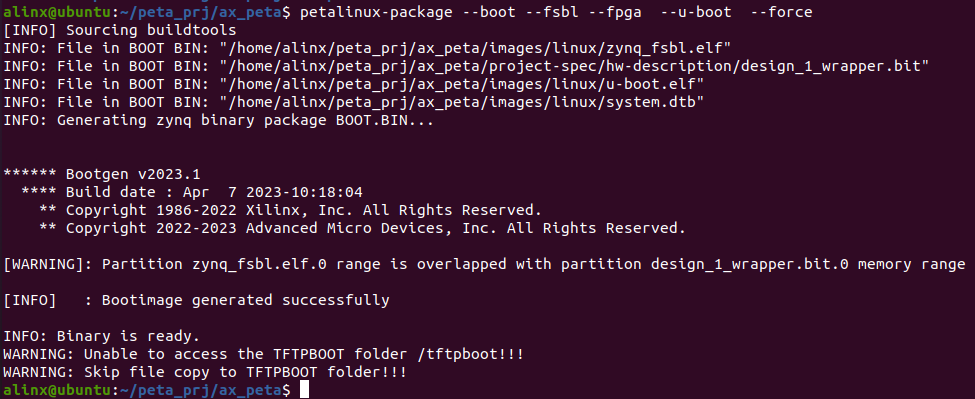 alinx@ubuntu:~/peta_prj/ax_peta$ petalinux-package --boot --fsbl --fpga  --u-boot  --force
[INFO] Sourcing buildtools
INFO: File in BOOT BIN: "/home/alinx/peta_prj/ax_peta/images/linux/zynq_fsbl.elf"
INFO: File in BOOT BIN: "/home/alinx/peta_prj/ax_peta/project-spec/hw-description/design_1_wrapper.bit"
INFO: File in BOOT BIN: "/home/alinx/peta_prj/ax_peta/images/linux/u-boot.elf"
INFO: File in BOOT BIN: "/home/alinx/peta_prj/ax_peta/images/linux/system.dtb"
INFO: Generating zynq binary package BOOT.BIN...
****** Bootgen v2023.1
  **** Build date : Apr  7 2023-10:18:04
    ** Copyright 1986-2022 Xilinx, Inc. All Rights Reserved.
    ** Copyright 2022-2023 Advanced Micro Devices, Inc. All Rights Reserved.
[WARNING]: Partition zynq_fsbl.elf.0 range is overlapped with partition design_1_wrapper.bit.0 memory range
[INFO]   : Bootimage generated successfully
INFO: Binary is ready.
WARNING: Unable to access the TFTPBOOT folder /tftpboot!!!
WARNING: Skip file copy to TFTPBOOT folder!!!
alinx@ubuntu:~/peta_prj/ax_peta$